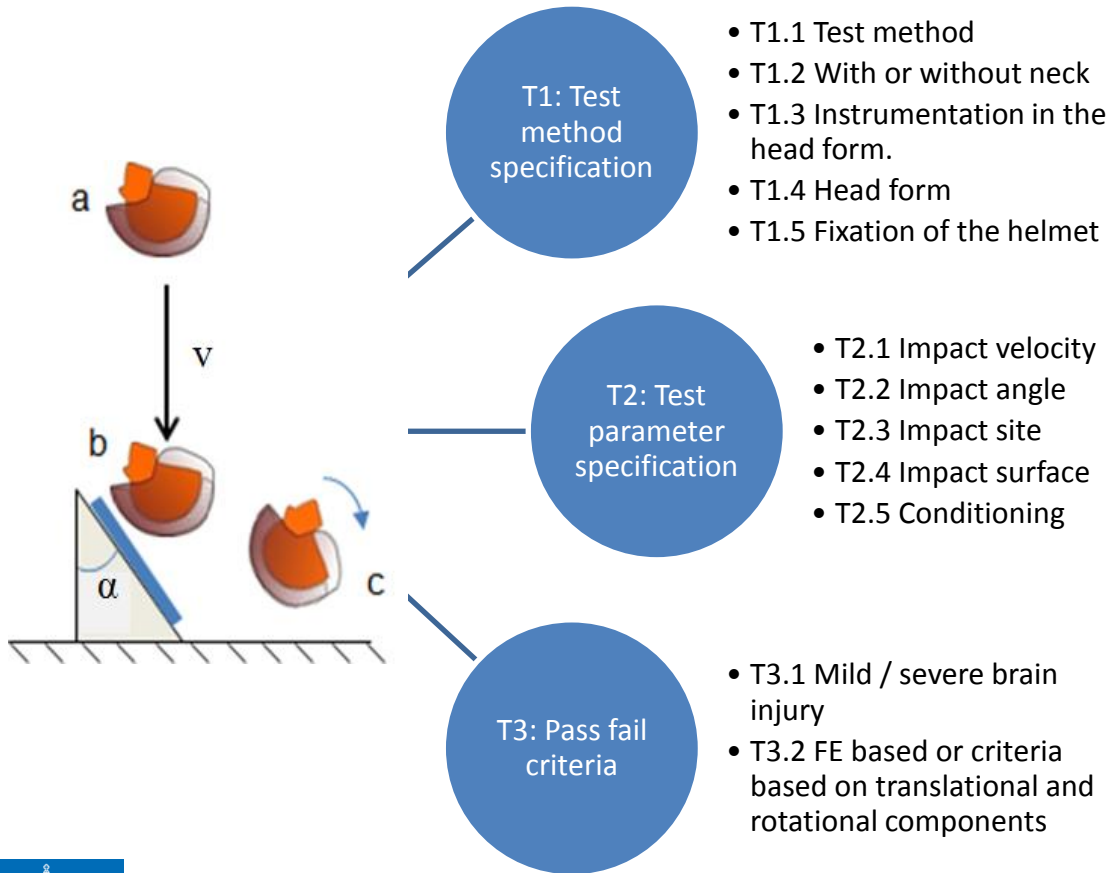 a
v
b
α
c
T1: Test
method
specification
• T1.1 Test method
• T1.2 With or without neck
• T1.3 Instrumentation in the
head form.
• T1.4 Head form
• T1.5 Fixation of the helmet
T2: Test
parameter
specification
• T2.1 Impact velocity
• T2.2 Impact angle
• T2.3 Impact site
• T2.4 Impact surface
• T2.5 Conditioning
T3: Pass fail
criteria
• T3.1 Mild / severe brain
injury
• T3.2 FE based or criteria
based on translational and
rotational components